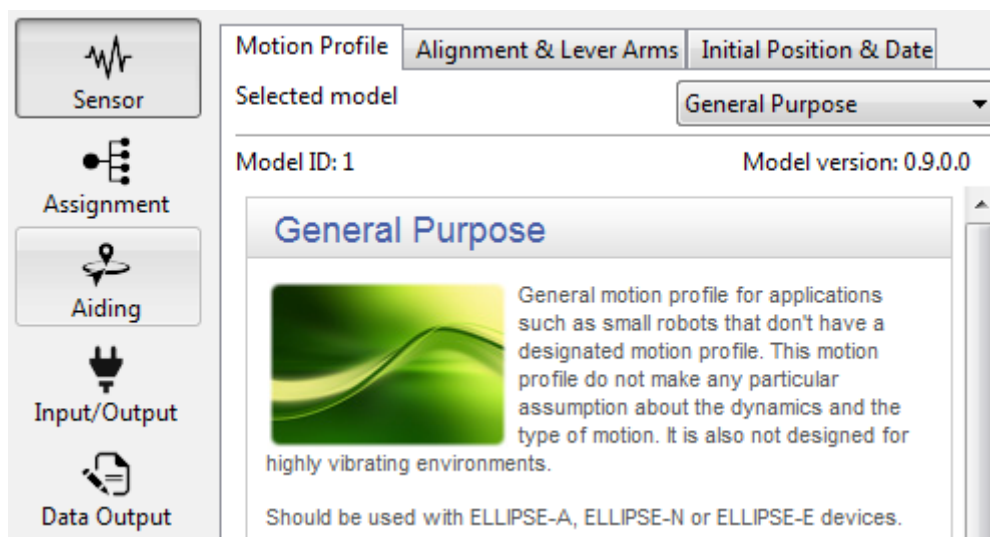 Sensor
Assignment
Aiding
Input/Output
Data Output
Motion Profile Alignment & Lever Arms Initial Position & Date
Selected model General Purpose
Model ID: 1 Model version: 0.9.0.0
General Purpose
General motion profile for applications
such as small robots that don't have a
designated motion profile. This motion
profile do not make any particular
assumption about the dynamics and the
type of motion. It is also not designed for
highly vibrating environments.
Should be used with ELLIPSE-A, ELLIPSE-N or ELLIPSE-E devices.